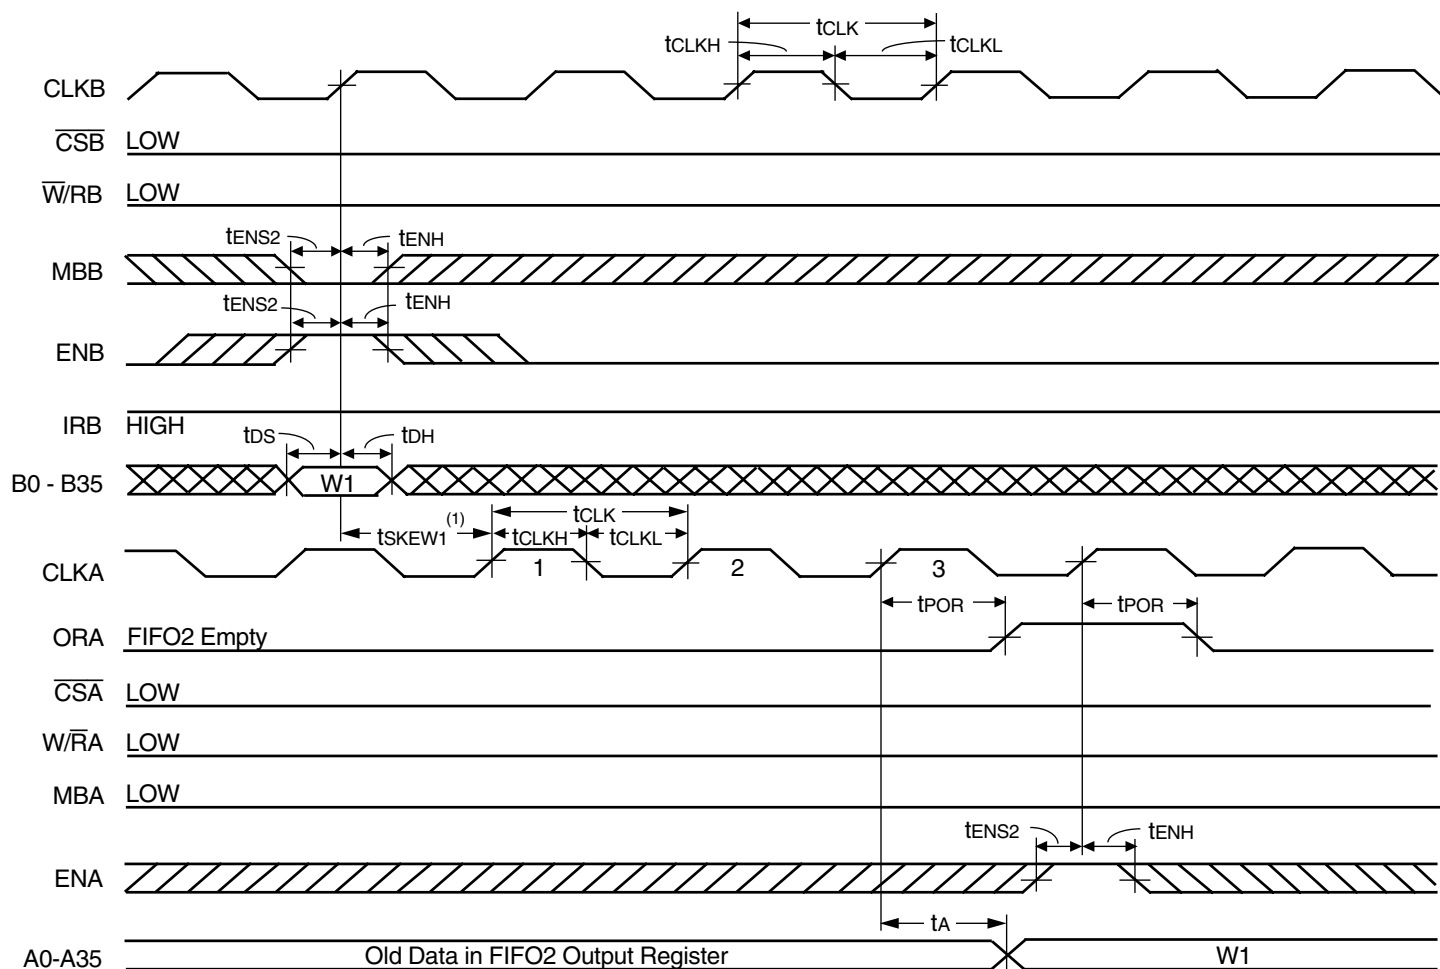 tCLK
tCLKH tCLKL
CLKB
CSB LOW
W/RB LOW
tENS2 tENH
MBB
tENS2 tENH
ENB
IRB HIGH
tDS tDH
B0 - B35 W1
tSKEW1 (1) tCLK
tCLKH tCLKL
CLKA 1 2 3
tPOR tPOR
ORA FIFO2 Empty
CSA LOW
W/RA LOW
MBA LOW
tENS2 tENH
ENA
tA
A0-A35 Old Data in FIFO2 Output Register W1